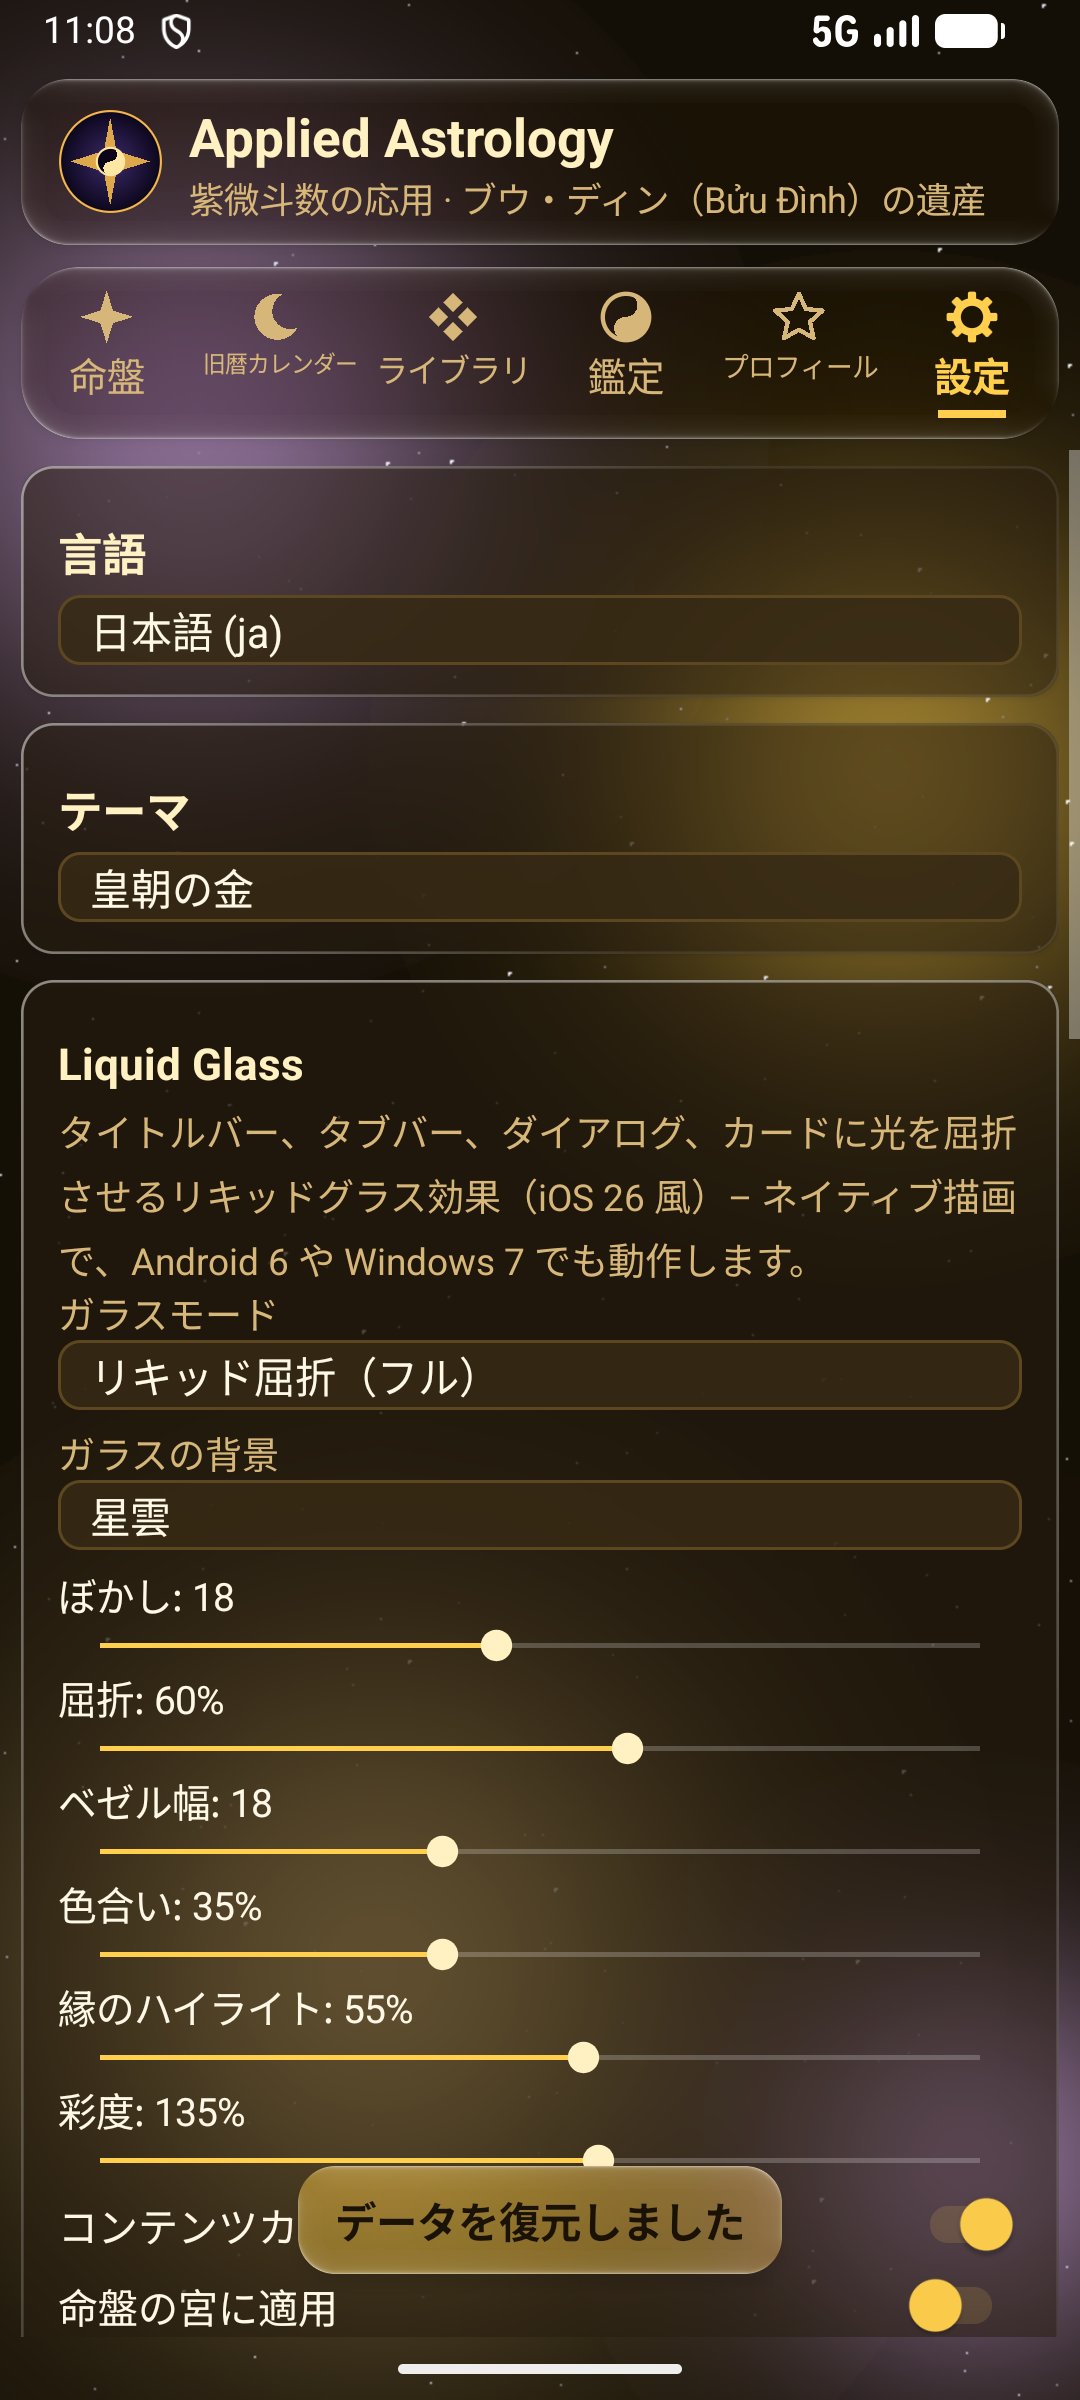 11:08
5G
Applied Astrology
紫微斗数の応用 · ブウ・ディン（Bửu Đình）の遺産
命盤
旧暦カレンダー
ライブラリ
鑑定
プロフィール
設定
言語
日本語 (ja)
テーマ
皇朝の金
Liquid Glass
タイトルバー、タブバー、ダイアログ、カードに光を屈折
させるリキッドグラス効果（iOS 26 風）– ネイティブ描画
で、Android 6 や Windows 7 でも動作します。
ガラスモード
リキッド屈折（フル）
ガラスの背景
星雲
ぼかし: 18
屈折: 60%
ベゼル幅: 18
色合い: 35%
縁のハイライト: 55%
彩度: 135%
コンテンツカ
データを復元しました
命盤の宮に適用